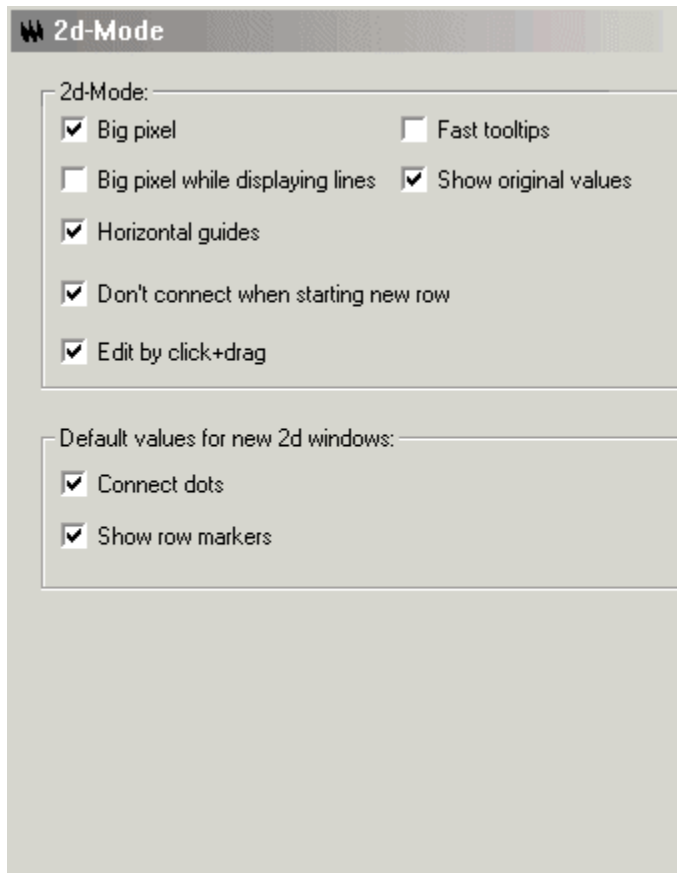 2d-Mode
2d-Mode:
Big pixel
Fast tooltips
Big pixel while displaying lines
Show original values
Horizontal guides
Don't connect when starting new row
Edit by click+drag
Default values for new 2d windows:
Connect dots
Show row markers